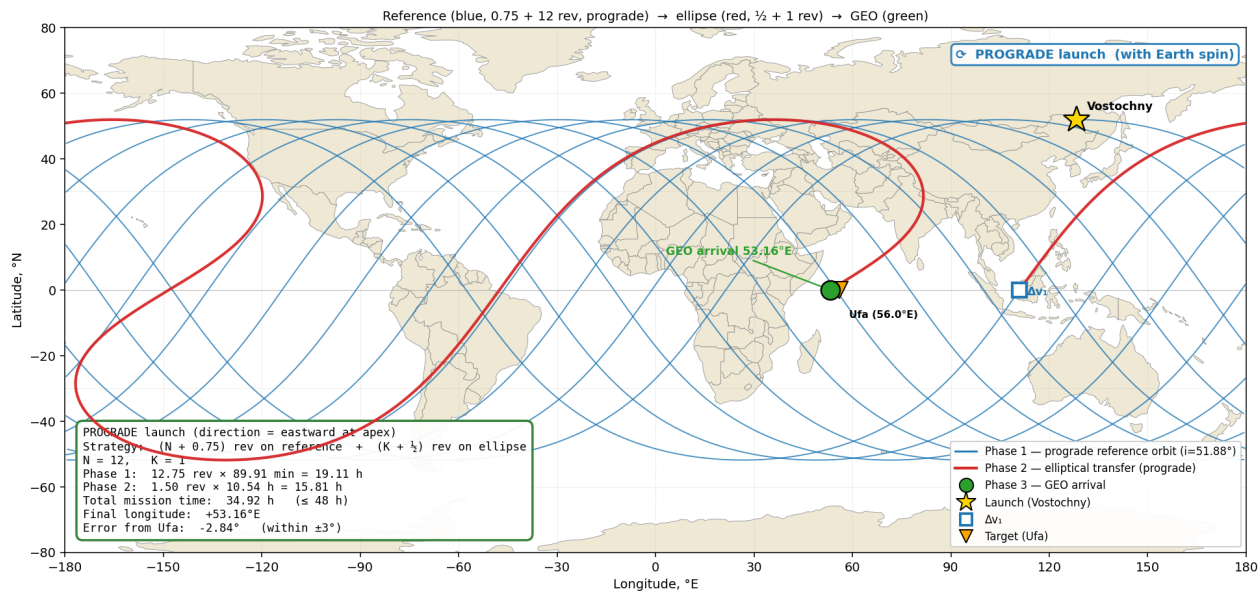 Reference (blue, 0.75 + 12 rev, prograde) → ellipse (red, ½ + 1 rev) → GEO (green)
⟳ PROGRADE launch (with Earth spin)
Vostochny
GEO arrival 53.16°E
Δv₁
Ufa (56.0°E)
PROGRADE launch (direction = eastward at apex)
Strategy: (N + 0.75) rev on reference + (K + ½) rev on ellipse
N = 12, K = 1
Phase 1: 12.75 rev × 89.91 min = 19.11 h
Phase 2: 1.50 rev × 10.54 h = 15.81 h
Total mission time: 34.92 h (≤ 48 h)
Final longitude: +53.16°E
Error from Ufa: -2.84° (within ±3°)
Phase 1 — prograde reference orbit (i=51.88°)
Phase 2 — elliptical transfer (prograde)
Phase 3 — GEO arrival
Launch (Vostochny)
Δv₁
Target (Ufa)
80
60
40
20
0
−20
−40
−60
−80
Latitude, °N
−180 −150 −120 −90 −60 −30 0 30 60 90 120 150 180
Longitude, °E